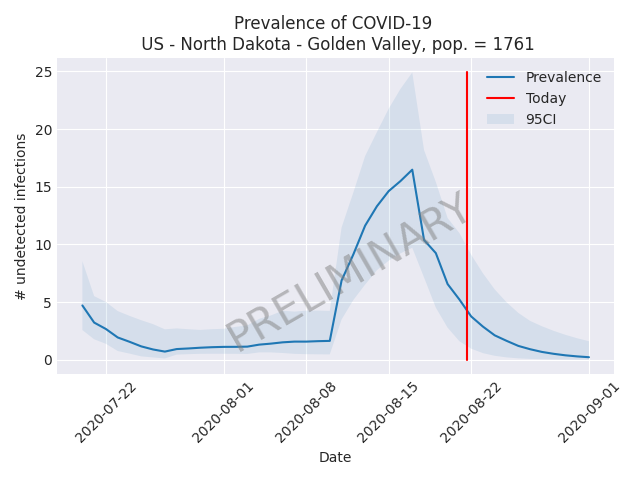 Prevalence of COVID-19
US - North Dakota - Golden Valley, pop. = 1761
25
20
15
10
5
0
# undetected infections
Prevalence
Today
95CI
PRELIMINARY
2020-07-22
2020-08-01
2020-08-08
2020-08-15
2020-08-22
2020-09-01
Date